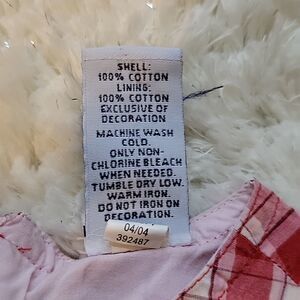 SHELL:
100% COTTON
LINING:
100% COTTON
EXCLUSIVE OF
DECORATION
MACHINE WASH
COLD.
ONLY NON-
CHLORINE BLEACH
WHEN NEEDED.
TUMBLE DRY LOW.
WARM IRON.
DO NOT IRON ON
DECORATION.
04/04
392487